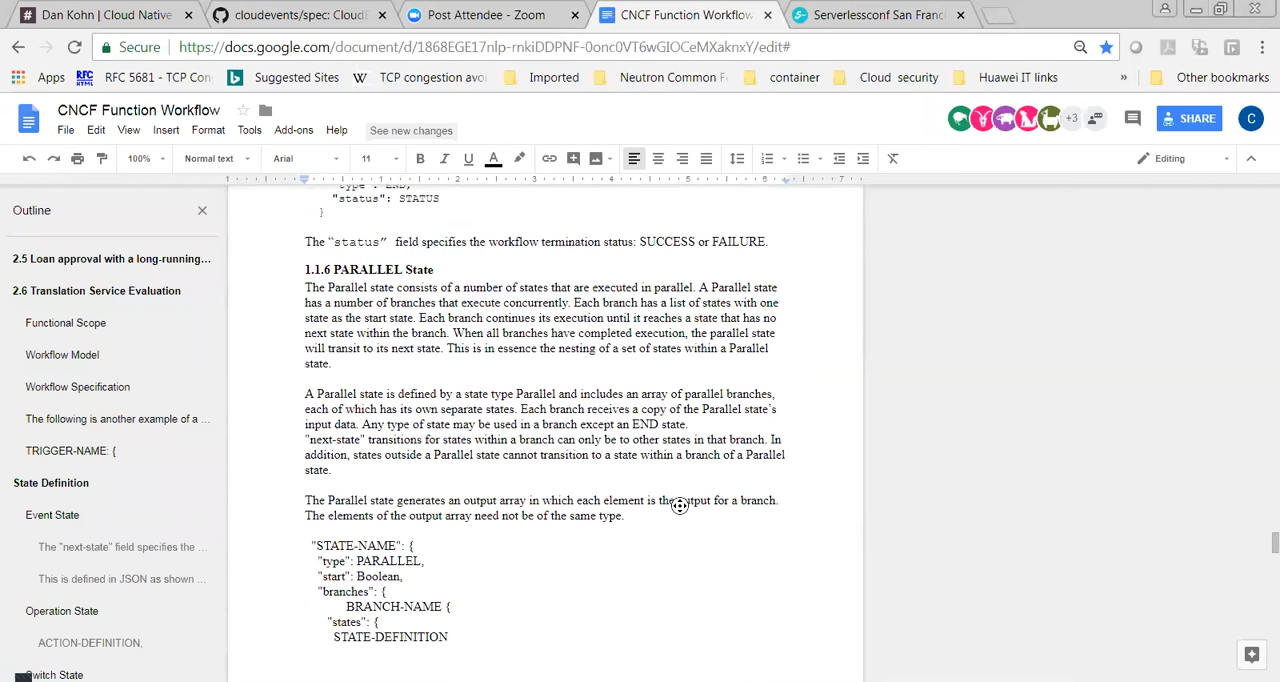 Dan Kohn | Cloud Native
cloudevents/spec: CloudE
Post Attendee - Zoom
CNCF Function Workflow
Serverlessconf San Franc
Secure
https://docs.google.com/document/d/1868EGE17nlp-rnkiDDPNF-0onc0VT6wGIOCeMXaknxY/edit#
Apps
RFC 5681 - TCP Con
Suggested Sites
TCP congestion avoi
Imported
Neutron Common F
container
Cloud security
Huawei IT links
»
Other bookmarks
CNCF Function Workflow
File Edit View Insert Format Tools Add-ons Help See new changes
+3
SHARE
C
100% Normal text Arial 11 B I U A Editing
1 1 2 3 4 5 6 7
Outline
2.5 Loan approval with a long-running...
2.6 Translation Service Evaluation
Functional Scope
Workflow Model
Workflow Specification
The following is another example of a ...
TRIGGER-NAME: {
State Definition
Event State
The "next-state" field specifies the ...
This is defined in JSON as shown ...
Operation State
ACTION-DEFINITION,
Switch State
"type": END,
"status": STATUS
}
The “status” field specifies the workflow termination status: SUCCESS or FAILURE.
1.1.6 PARALLEL State
The Parallel state consists of a number of states that are executed in parallel. A Parallel state
has a number of branches that execute concurrently. Each branch has a list of states with one
state as the start state. Each branch continues its execution until it reaches a state that has no
next state within the branch. When all branches have completed execution, the parallel state
will transit to its next state. This is in essence the nesting of a set of states within a Parallel
state.
A Parallel state is defined by a state type Parallel and includes an array of parallel branches,
each of which has its own separate states. Each branch receives a copy of the Parallel state’s
input data. Any type of state may be used in a branch except an END state.
"next-state" transitions for states within a branch can only be to other states in that branch. In
addition, states outside a Parallel state cannot transition to a state within a branch of a Parallel
state.
The Parallel state generates an output array in which each element is the output for a branch.
The elements of the output array need not be of the same type.
"STATE-NAME": {
"type": PARALLEL,
"start": Boolean,
"branches": {
BRANCH-NAME {
"states": {
STATE-DEFINITION